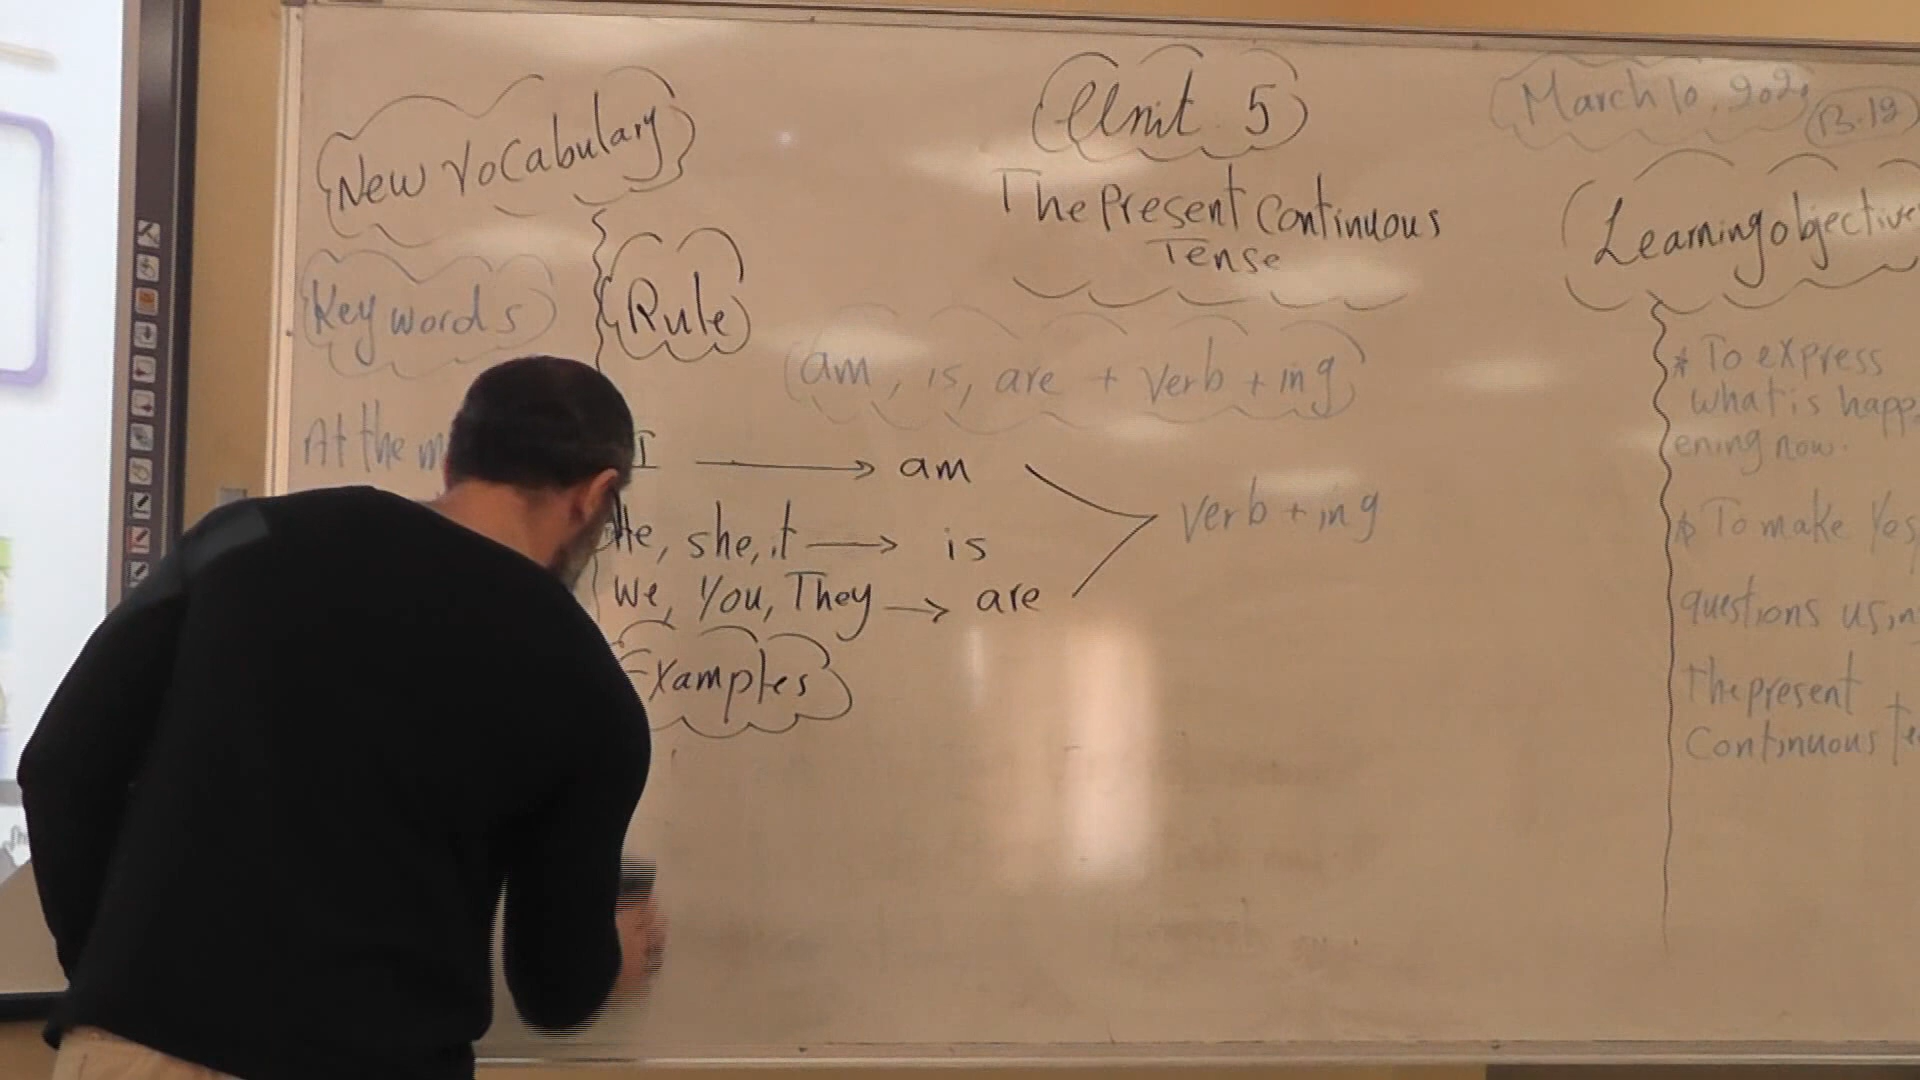 New Vocabulary
Key words
At the
Rule
Unit 5
The Present Continuous
Tense
am, is, are + Verb + ing
I → am
He, she, it → is
We, You, They → are
Verb + ing
Examples
March 10,
13.19
Learning objective
* To express
what is happ
ening now.
* To make Yes
questions usin
The present
Continuous te